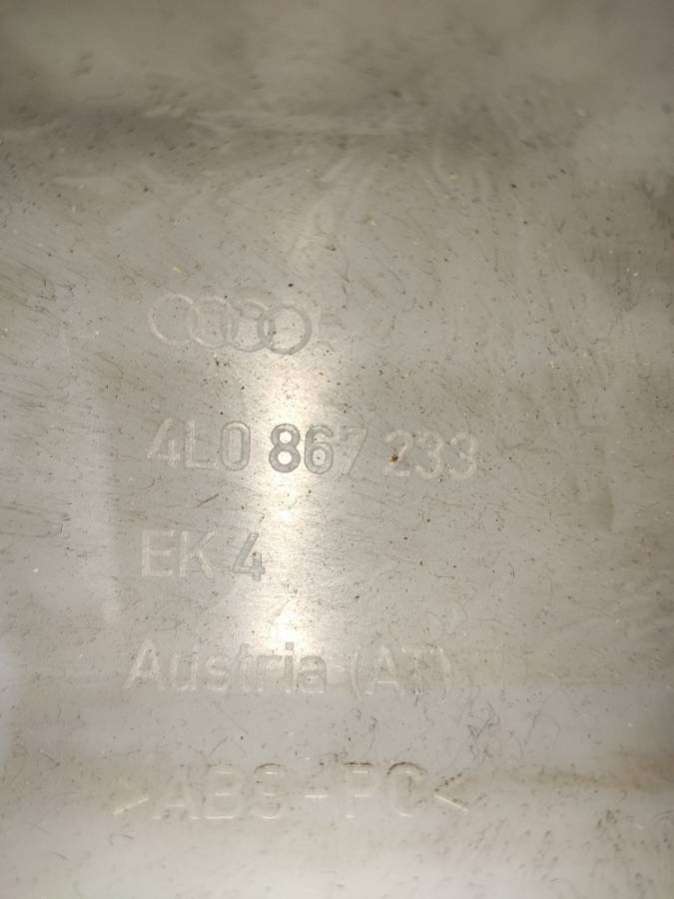 4L0 867 233
EK 4
Austria (AT)
>ABS-PC<